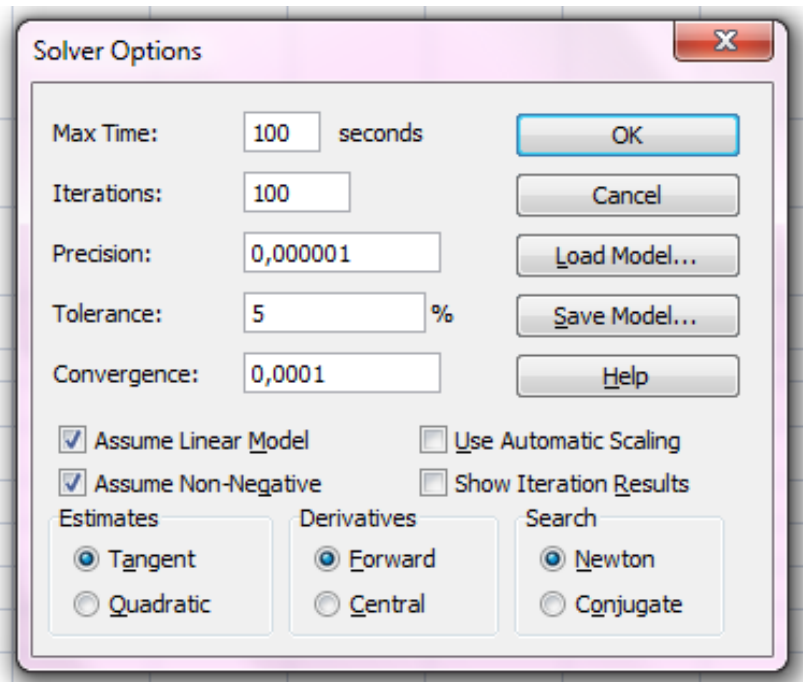 Solver Options
Max Time: 100 seconds
OK
Iterations: 100
Cancel
Precision: 0,000001
Load Model...
Tolerance: 5 %
Save Model...
Convergence: 0,0001
Help
Assume Linear Model
Use Automatic Scaling
Assume Non-Negative
Show Iteration Results
Estimates
Derivatives
Search
Tangent
Forward
Newton
Quadratic
Central
Conjugate